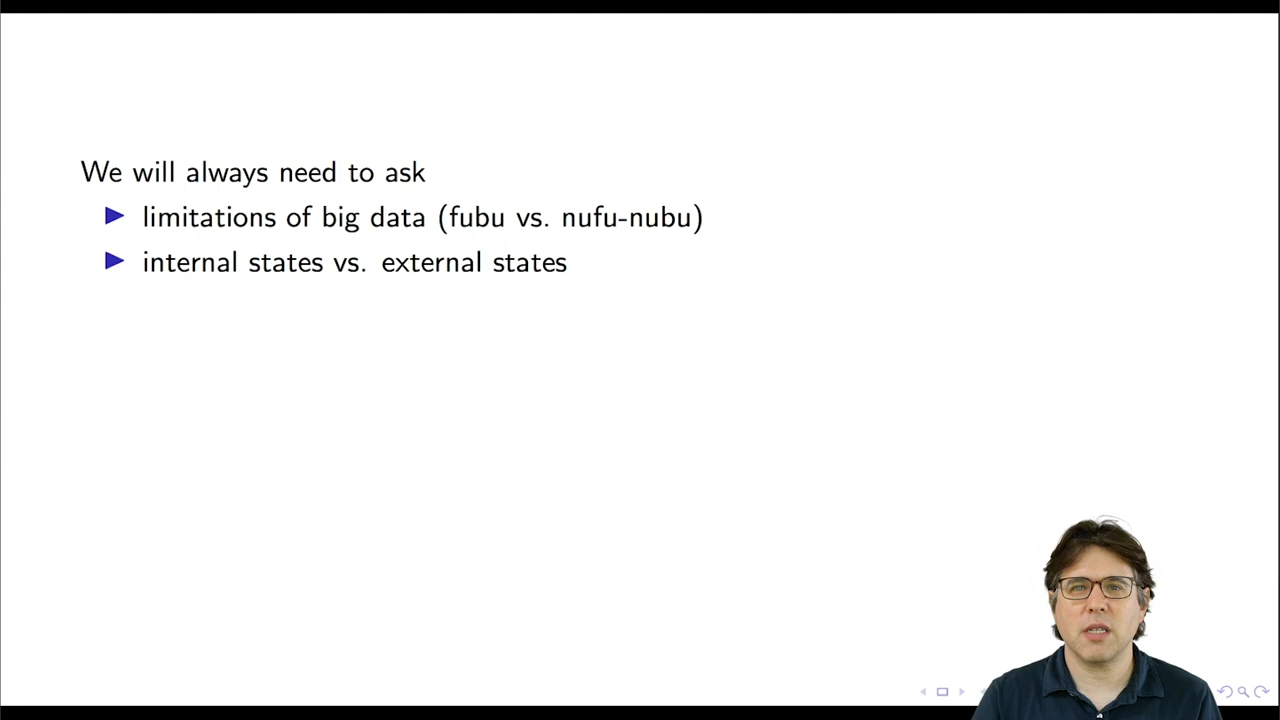 We will always need to ask
limitations of big data (fubu vs. nufu-nubu)
internal states vs. external states